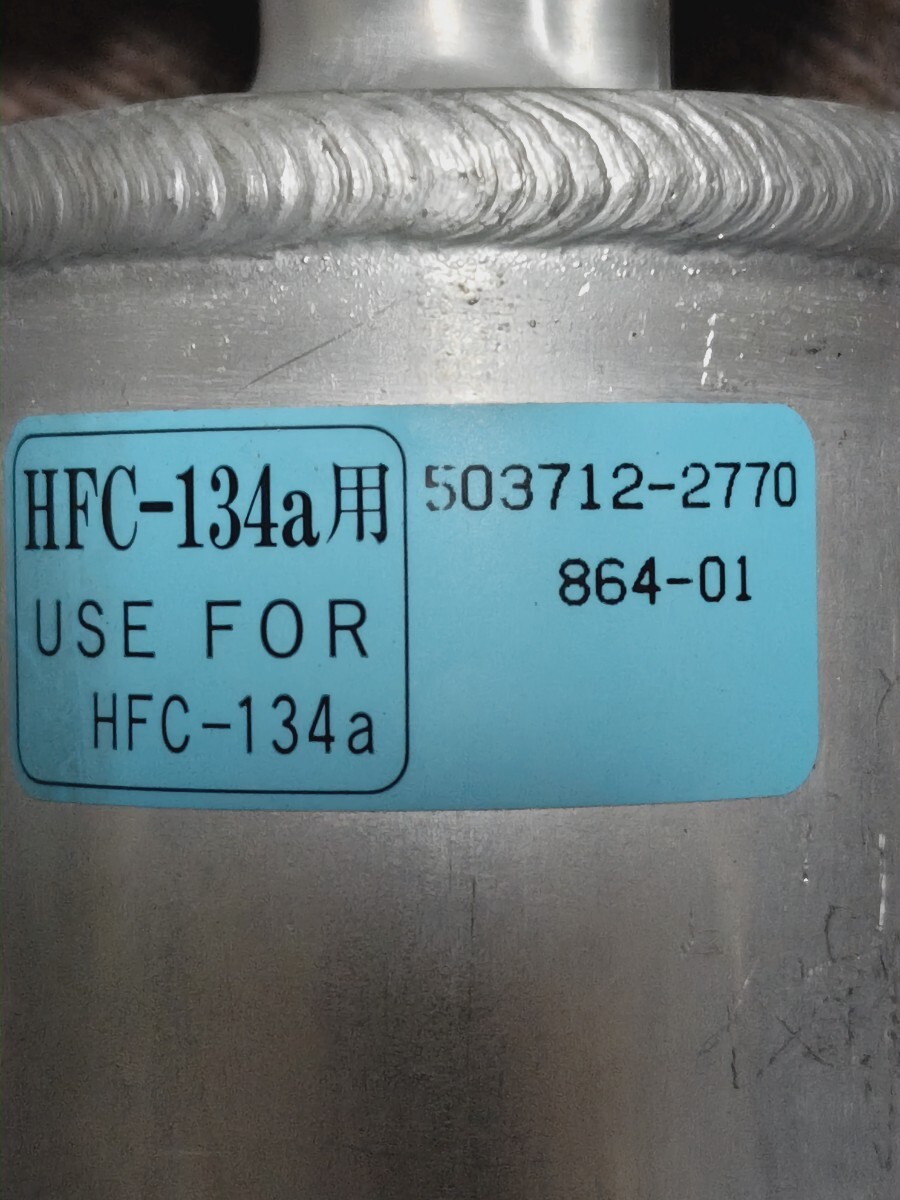 HFC-134a用
USE FOR
HFC-134a
503712-2770
864-01